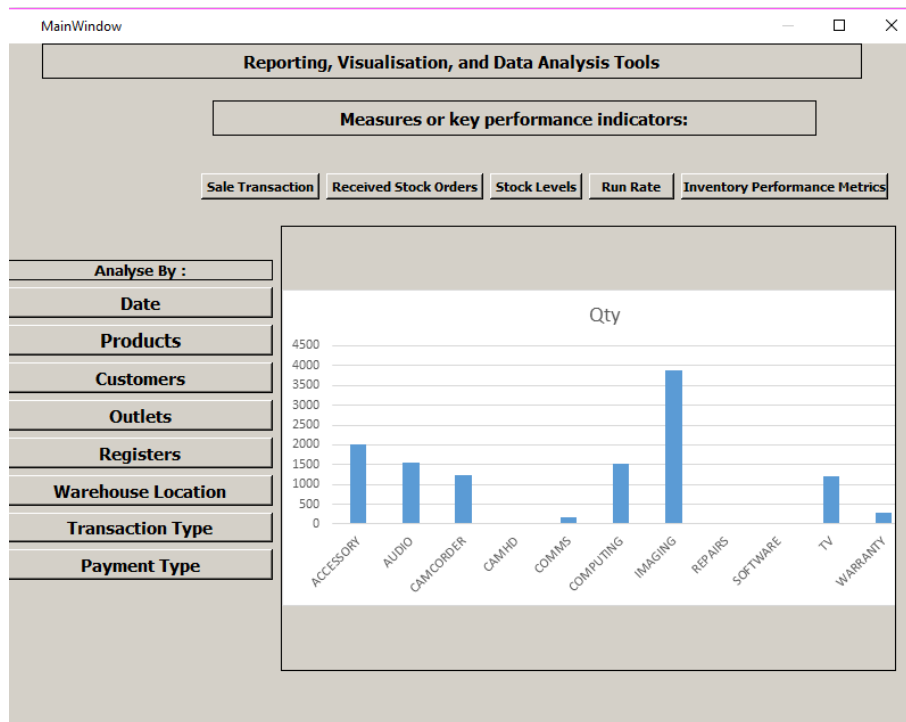 MainWindow
Reporting, Visualisation, and Data Analysis Tools
Measures or key performance indicators:
Sale Transaction Received Stock Orders Stock Levels Run Rate Inventory Performance Metrics
Analyse By :
Date
Products
Customers
Outlets
Registers
Warehouse Location
Transaction Type
Payment Type
Qty
4500
4000
3500
3000
2500
2000
1500
1000
500
0
ACCESSORY AUDIO CAMCORDER CAMHD COMMS COMPUTING IMAGING REPAIRS SOFTWARE TV WARRANTY